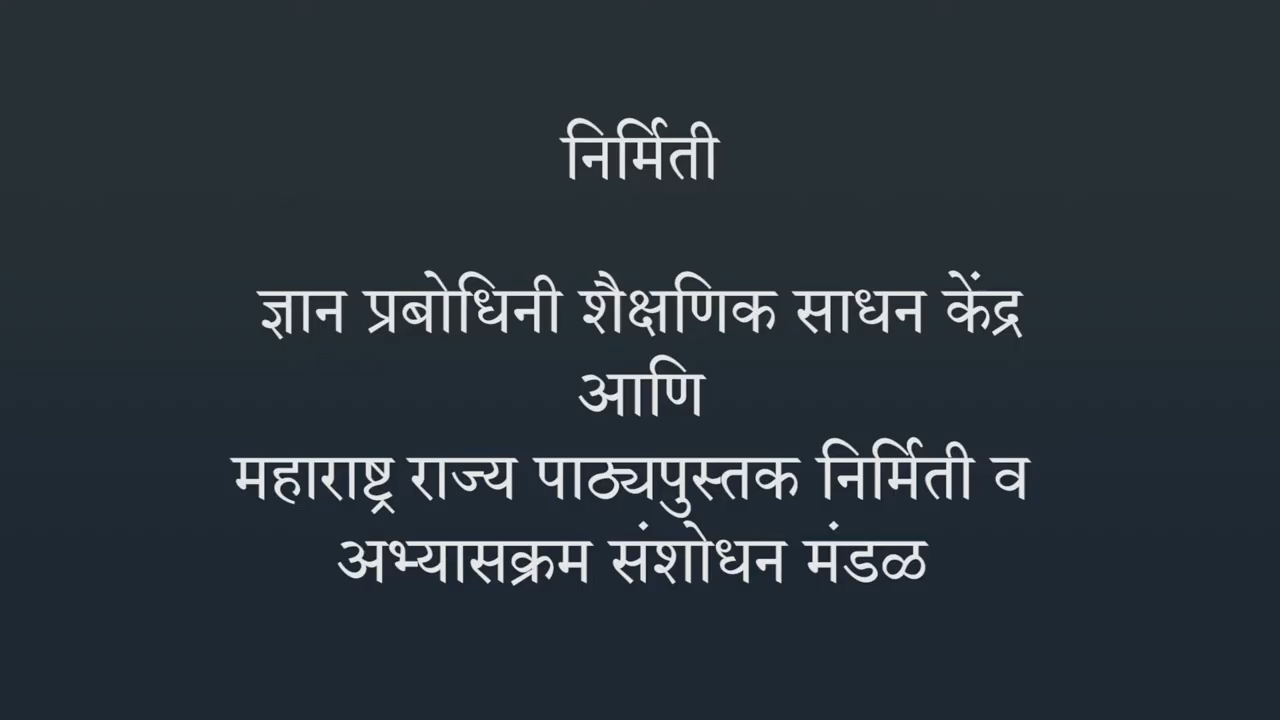 निर्मिती
ज्ञान प्रबोधिनी शैक्षणिक साधन केंद्र
आणि
महाराष्ट्र राज्य पाठ्यपुस्तक निर्मिती व
अभ्यासक्रम संशोधन मंडळ